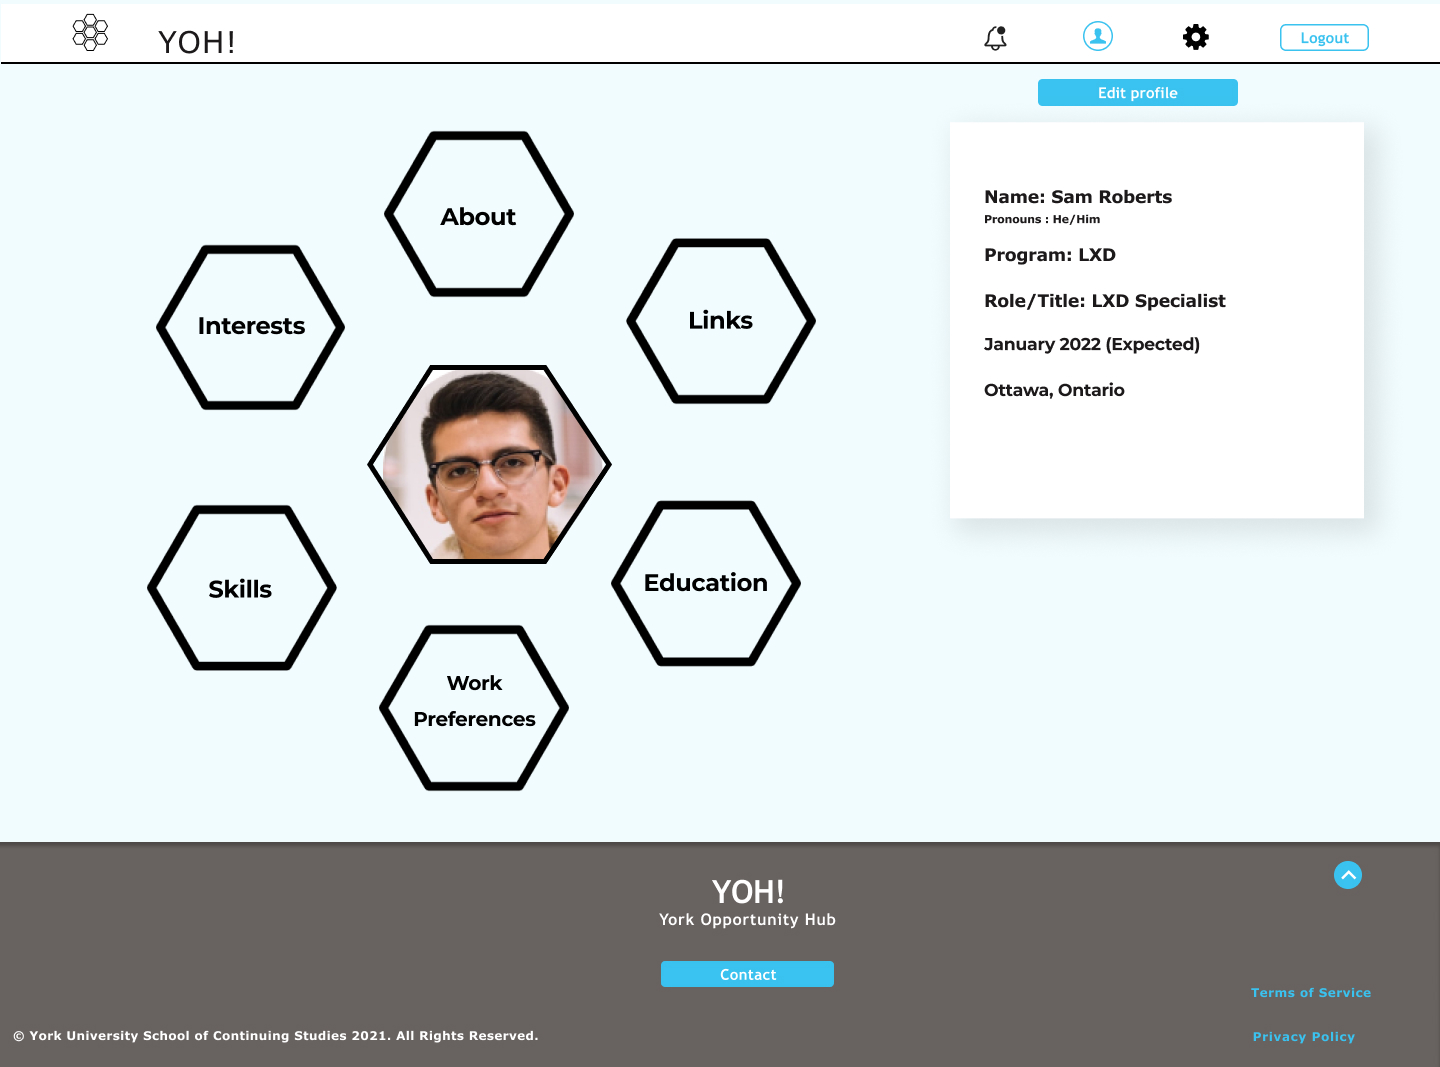 YOH!
Logout
Edit profile
About
Interests
Links
Name: Sam Roberts
Pronouns : He/Him
Program: LXD
Role/Title: LXD Specialist
January 2022 (Expected)
Ottawa, Ontario
Skills
Education
Work
Preferences
YOH!
York Opportunity Hub
Contact
Terms of Service
© York University School of Continuing Studies 2021. All Rights Reserved.
Privacy Policy